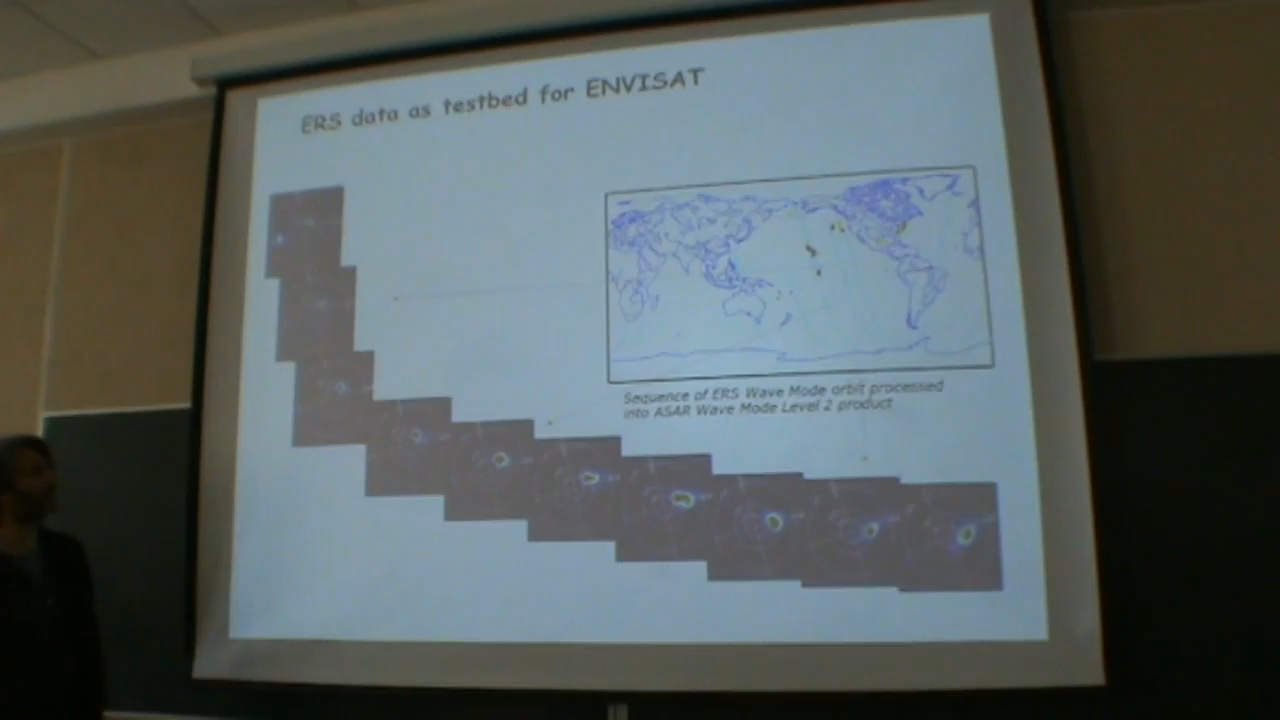 ERS data as testbed for ENVISAT
Sequence of ERS Wave Mode orbit processed
into ASAR Wave Mode Level 2 product